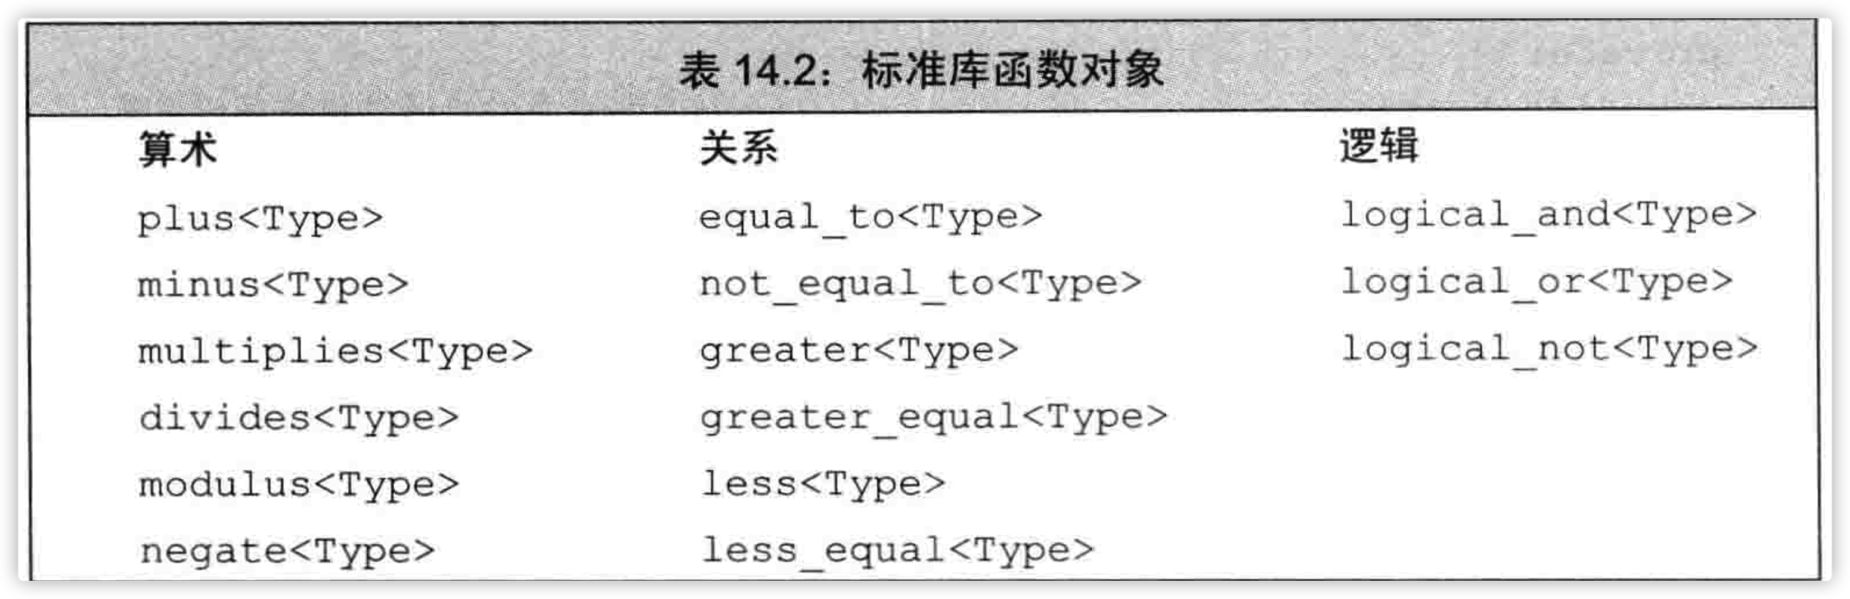 表 14.2：标准库函数对象
算术 关系 逻辑
plus<Type> equal_to<Type> logical_and<Type>
minus<Type> not_equal_to<Type> logical_or<Type>
multiplies<Type> greater<Type> logical_not<Type>
divides<Type> greater_equal<Type>
modulus<Type> less<Type>
negate<Type> less_equal<Type>